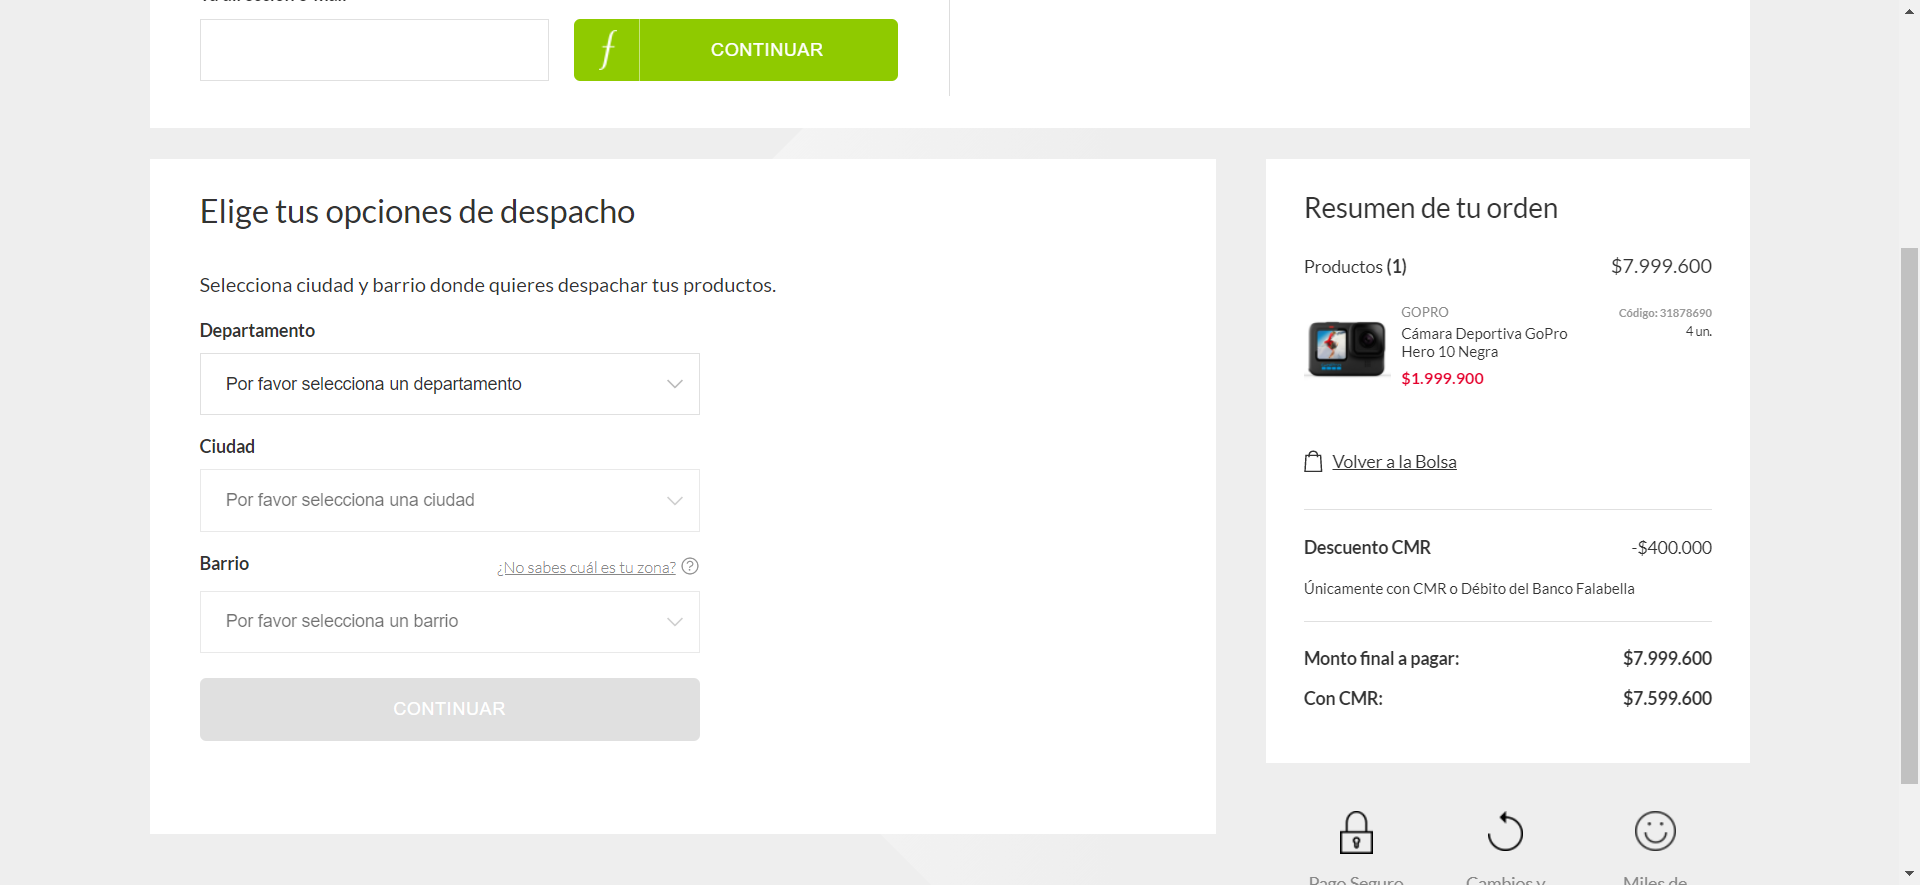 CONTINUAR
Elige tus opciones de despacho
Selecciona ciudad y barrio donde quieres despachar tus productos.
Departamento
Por favor selecciona un departamento
Ciudad
Por favor selecciona una ciudad
Barrio
¿No sabes cuál es tu zona?
Por favor selecciona un barrio
CONTINUAR
Resumen de tu orden
Productos (1) $7.999.600
GOPRO
Código: 31878690
Cámara Deportiva GoPro
Hero 10 Negra
4 un.
$1.999.900
Volver a la Bolsa
Descuento CMR -$400.000
Únicamente con CMR o Débito del Banco Falabella
Monto final a pagar: $7.999.600
Con CMR: $7.599.600
Pago Seguro
Cambios y
Miles de